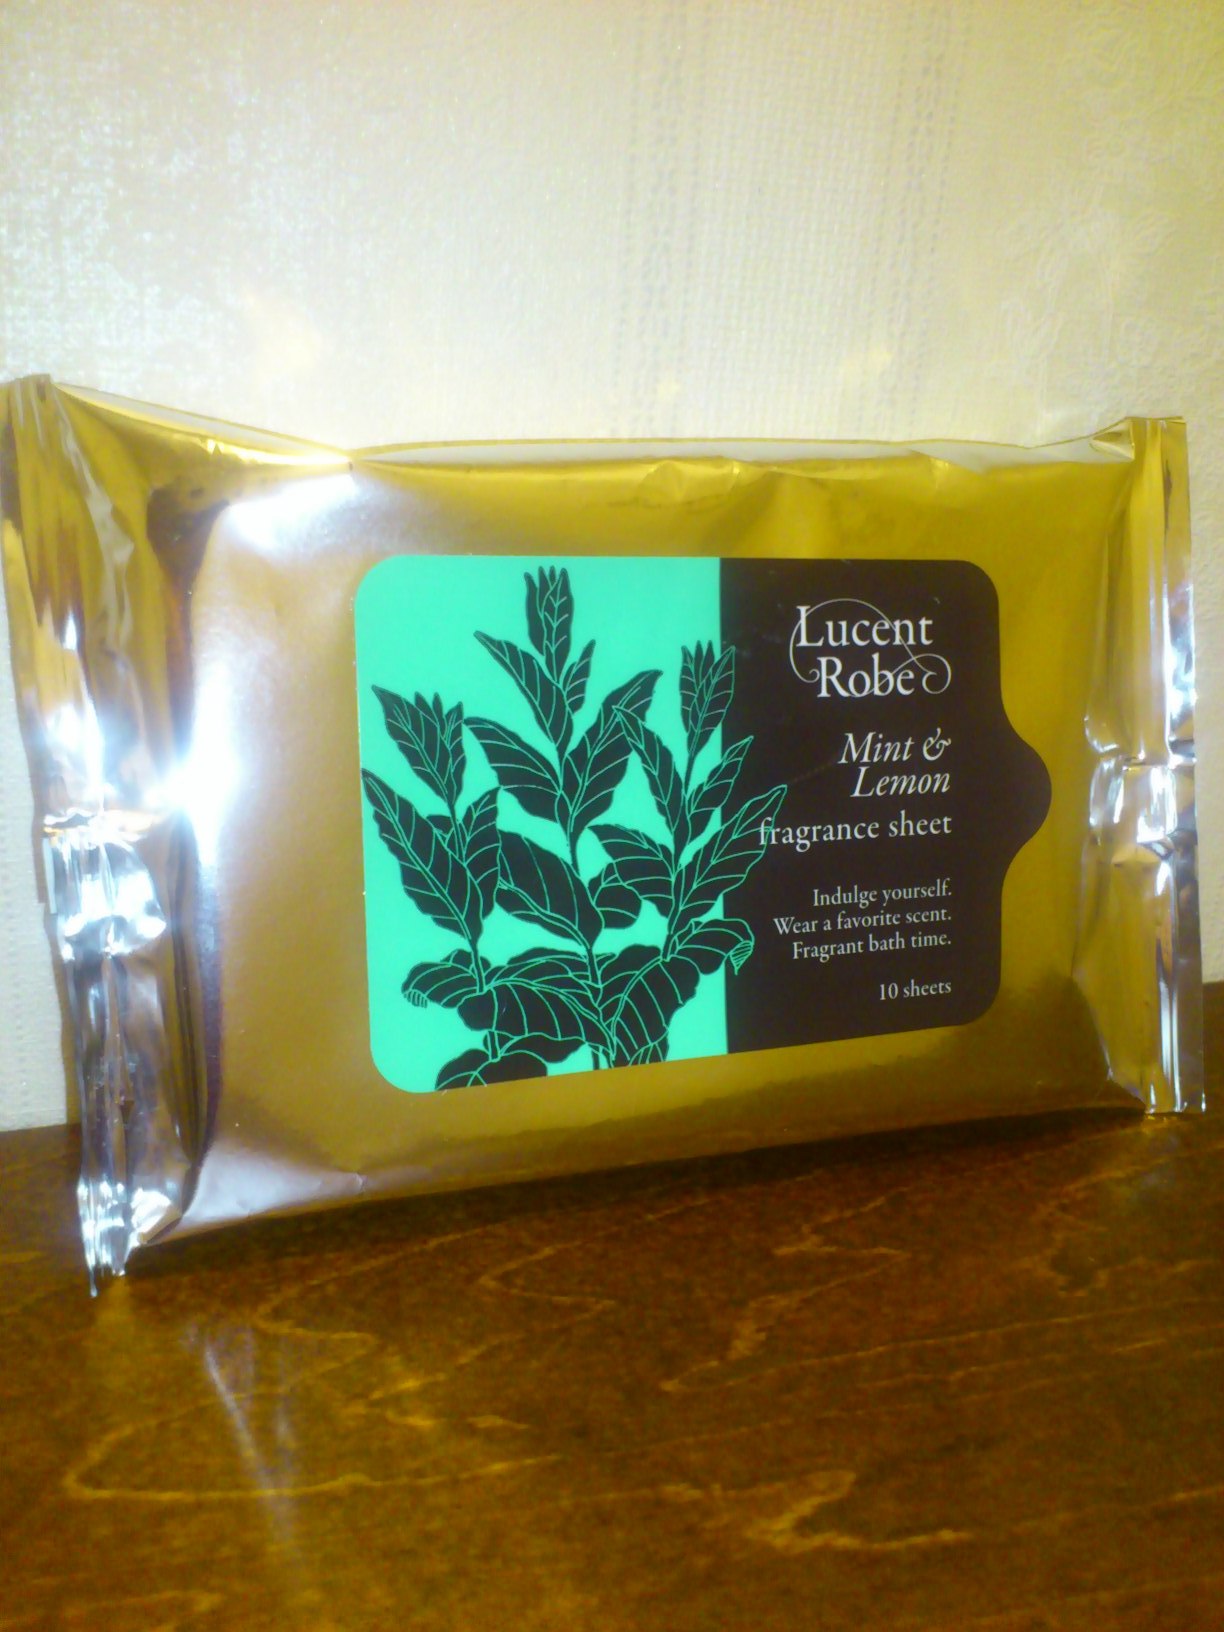 Lucent
Robe
Mint &
Lemon
fragrance sheet
Indulge yourself.
Wear a favorite scent.
Fragrant bath time.
10 sheets